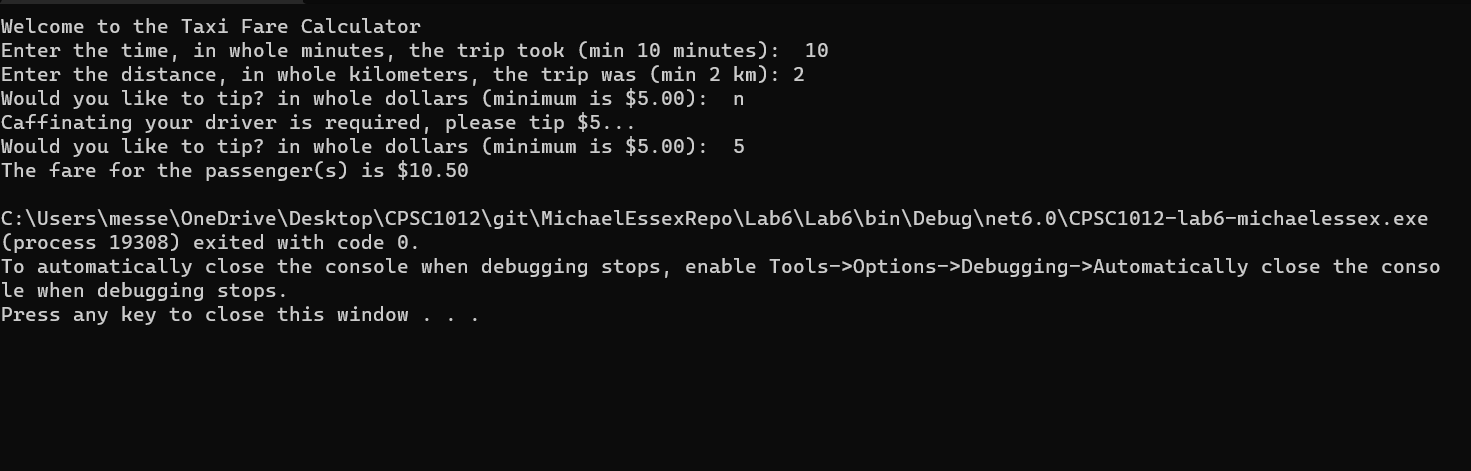 Welcome to the Taxi Fare Calculator
Enter the time, in whole minutes, the trip took (min 10 minutes):  10
Enter the distance, in whole kilometers, the trip was (min 2 km): 2
Would you like to tip? in whole dollars (minimum is $5.00):  n
Caffinating your driver is required, please tip $5...
Would you like to tip? in whole dollars (minimum is $5.00):  5
The fare for the passenger(s) is $10.50

C:\Users\messe\OneDrive\Desktop\CPSC1012\git\MichaelEssexRepo\Lab6\Lab6\bin\Debug\net6.0\CPSC1012-lab6-michaelessex.exe
(process 19308) exited with code 0.
To automatically close the console when debugging stops, enable Tools->Options->Debugging->Automatically close the conso
le when debugging stops.
Press any key to close this window . . .